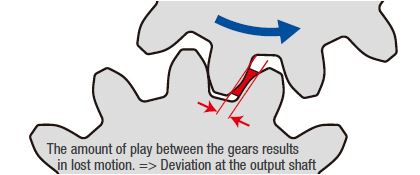 The amount of play between the gears results
in lost motion. => Deviation at the output shaft